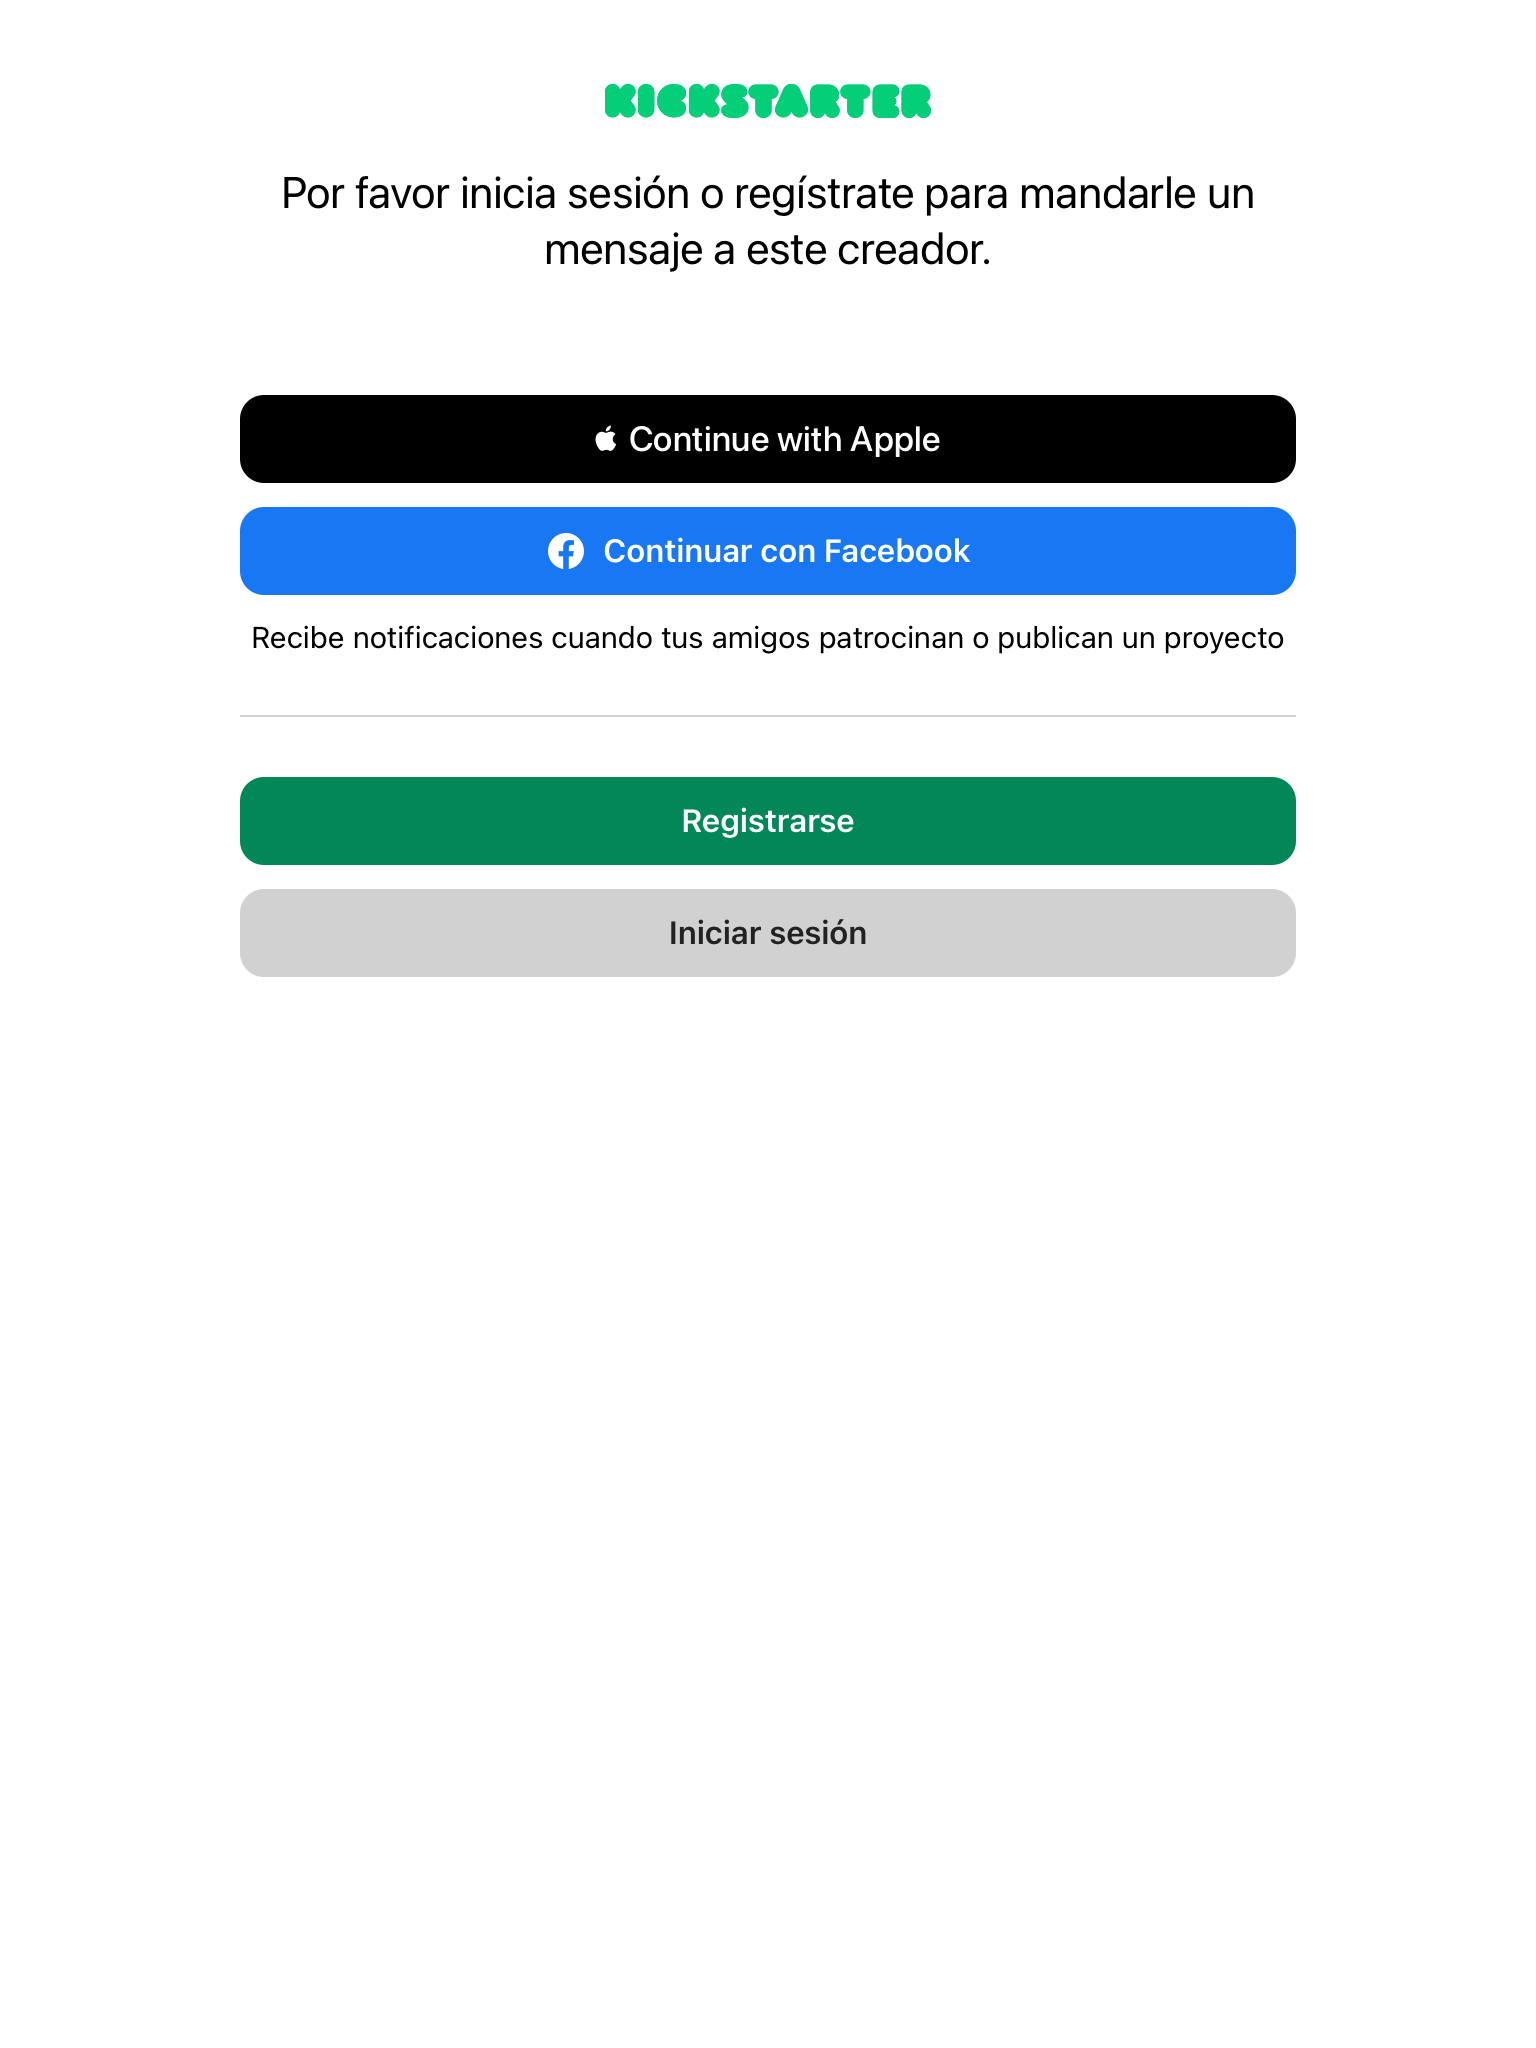 KICKSTARTER
Por favor inicia sesión o regístrate para mandarle un
mensaje a este creador.
Continue with Apple
Continuar con Facebook
Recibe notificaciones cuando tus amigos patrocinan o publican un proyecto
Registrarse
Iniciar sesión